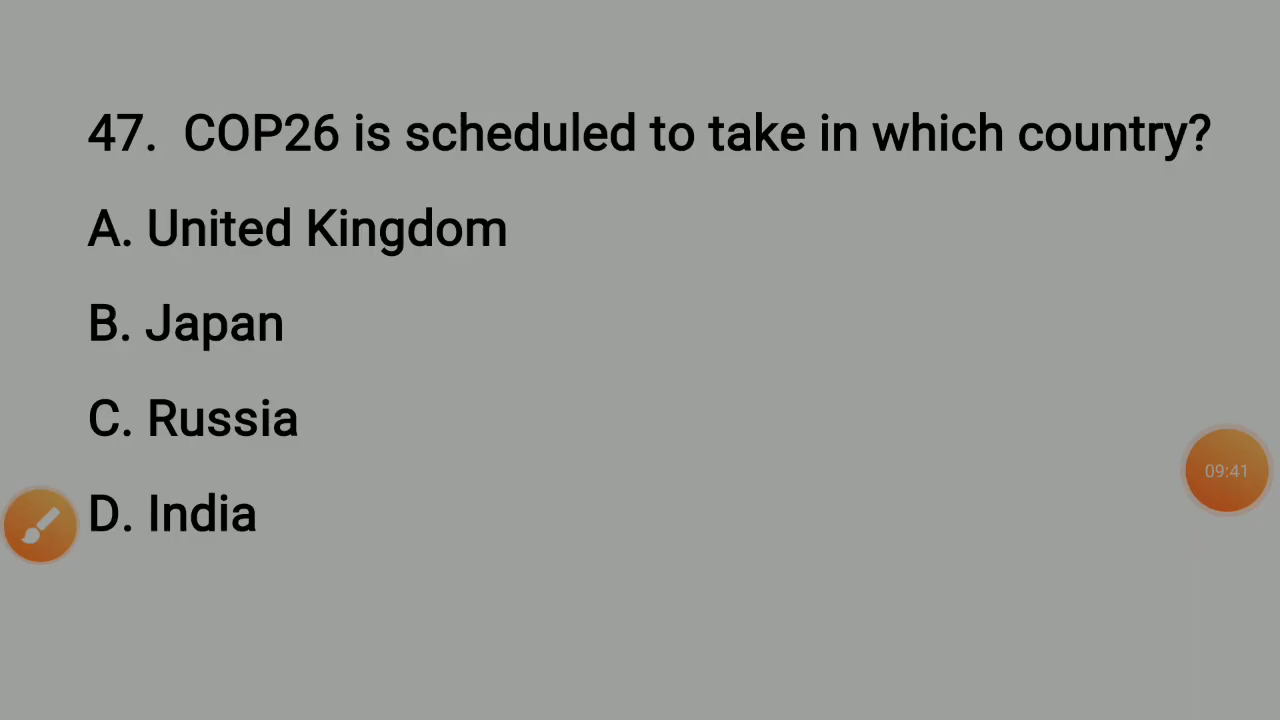 47. COP26 is scheduled to take in which country?
A. United Kingdom
B. Japan
C. Russia
D. India
09:41